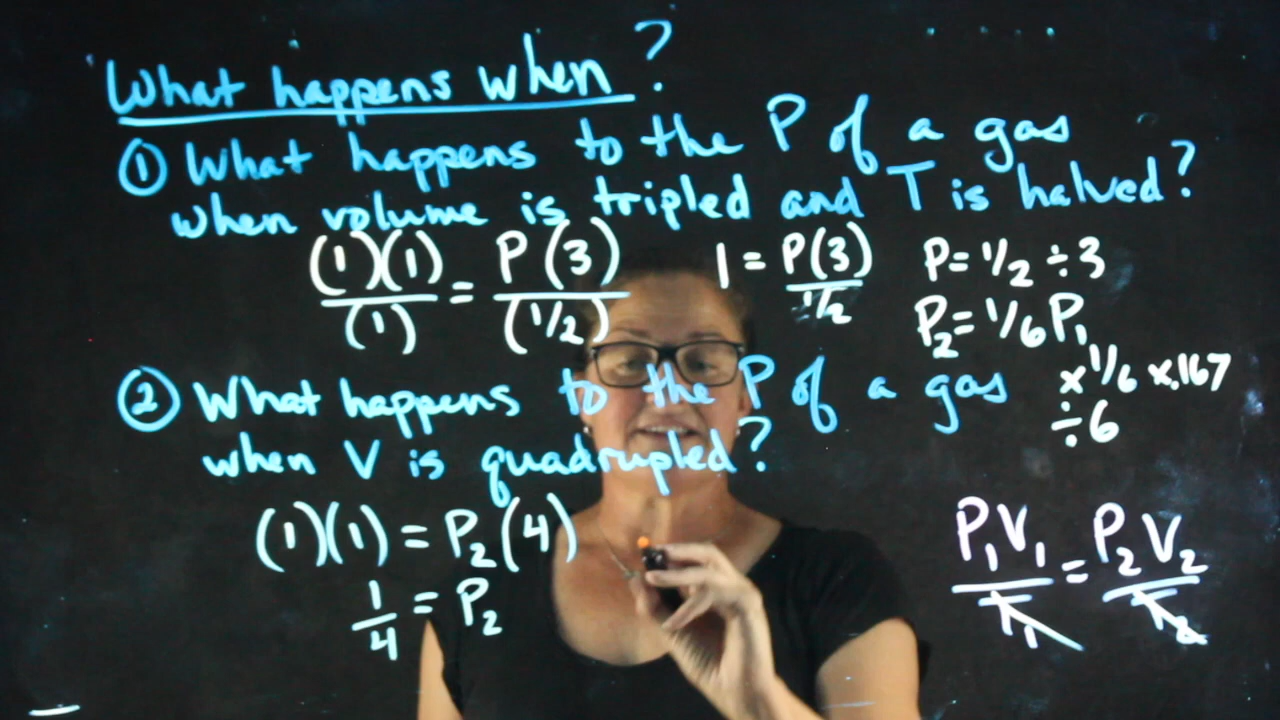 What happens when?
① What happens to the P of a gas
when volume is tripled and T is halved?
(1)(1)/(1) = P(3)/(1/2)  1 = P(3)/1/2  P = 1/2 ÷ 3
P₂ = 1/6 P₁
x 1/6 x .167
÷ 6
② What happens to the P of a gas
when V is quadrupled?
(1)(1) = P₂(4)
1/4 = P₂
P₁V₁/T₁ = P₂V₂/T₂